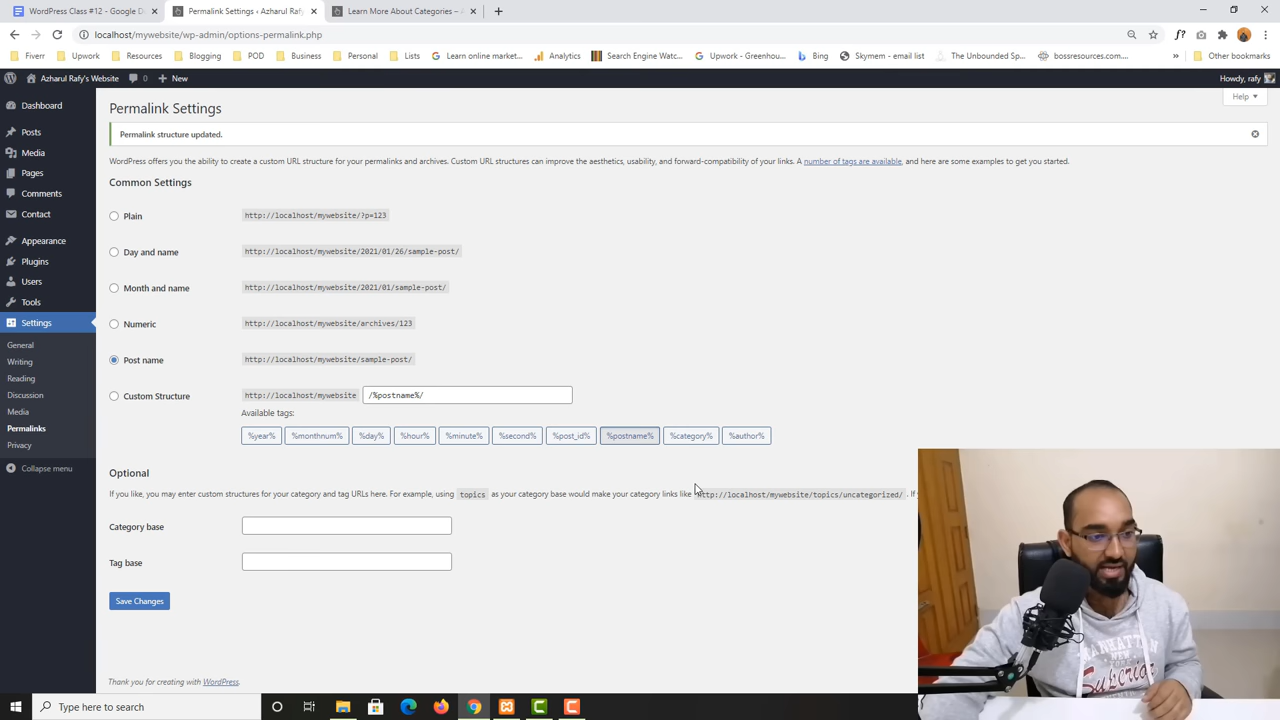 WordPress Class #12 - Google D
Permalink Settings ‹ Azharul Rafy
Learn More About Categories – A
localhost/mywebsite/wp-admin/options-permalink.php
Fiverr
Upwork
Resources
Blogging
POD
Business
Personal
Lists
Learn online market...
Analytics
Search Engine Watc...
Upwork - Greenhou...
Bing
Skymem - email list
The Unbounded Sp...
bossresources.com...
»
Other bookmarks
Azharul Rafy's Website
0
+ New
Howdy, rafy
Dashboard
Posts
Media
Pages
Comments
Contact
Appearance
Plugins
Users
Tools
Settings
General
Writing
Reading
Discussion
Media
Permalinks
Privacy
Collapse menu
Help
Permalink Settings
Permalink structure updated.
WordPress offers you the ability to create a custom URL structure for your permalinks and archives. Custom URL structures can improve the aesthetics, usability, and forward-compatibility of your links. A number of tags are available, and here are some examples to get you started.
Common Settings
Plain http://localhost/mywebsite/?p=123
Day and name http://localhost/mywebsite/2021/01/26/sample-post/
Month and name http://localhost/mywebsite/2021/01/sample-post/
Numeric http://localhost/mywebsite/archives/123
Post name http://localhost/mywebsite/sample-post/
Custom Structure http://localhost/mywebsite /%postname%/
Available tags:
%year% %monthnum% %day% %hour% %minute% %second% %post_id% %postname% %category% %author%
Optional
If you like, you may enter custom structures for your category and tag URLs here. For example, using topics as your category base would make your category links like http://localhost/mywebsite/topics/uncategorized/ . If
Category base
Tag base
Save Changes
Thank you for creating with WordPress.
MANHATTAN
NEW
Superior
Type here to search